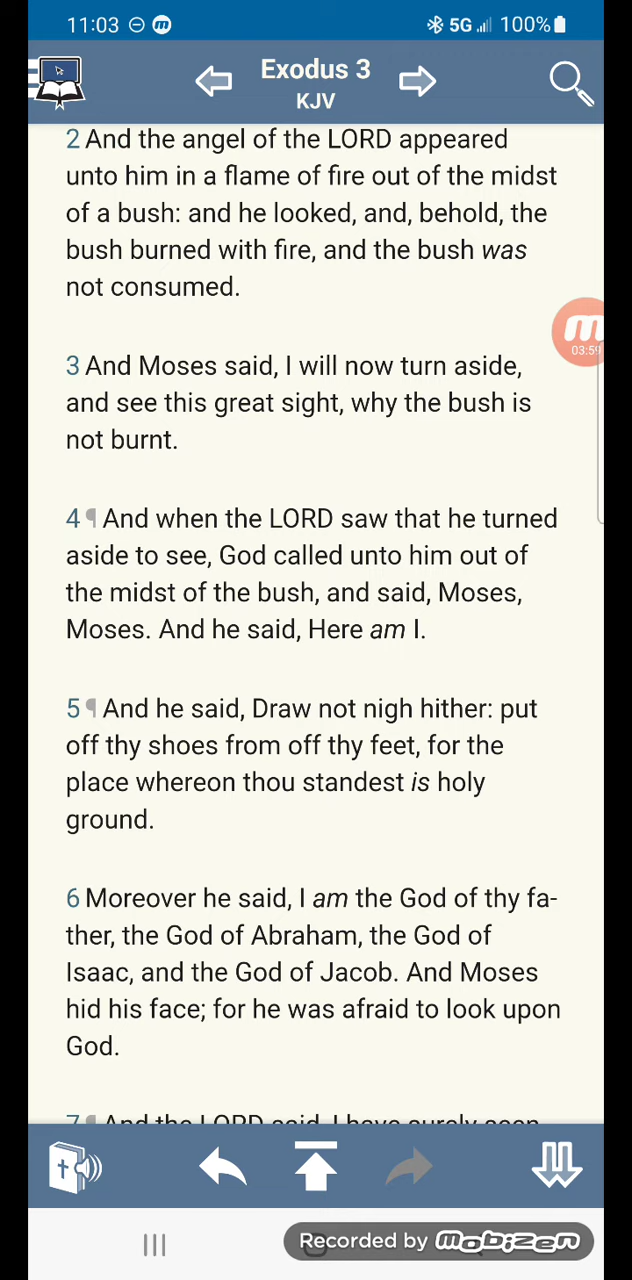 11:03 m 5G 100%
Exodus 3
KJV
2 And the angel of the LORD appeared
unto him in a flame of fire out of the midst
of a bush: and he looked, and, behold, the
bush burned with fire, and the bush was
not consumed.
m
03:59
3 And Moses said, I will now turn aside,
and see this great sight, why the bush is
not burnt.
4 ¶ And when the LORD saw that he turned
aside to see, God called unto him out of
the midst of the bush, and said, Moses,
Moses. And he said, Here am I.
5 ¶ And he said, Draw not nigh hither: put
off thy shoes from off thy feet, for the
place whereon thou standest is holy
ground.
6 Moreover he said, I am the God of thy fa-
ther, the God of Abraham, the God of
Isaac, and the God of Jacob. And Moses
hid his face; for he was afraid to look upon
God.
7 ¶ And the LORD said, I have surely seen
Recorded by mobizen